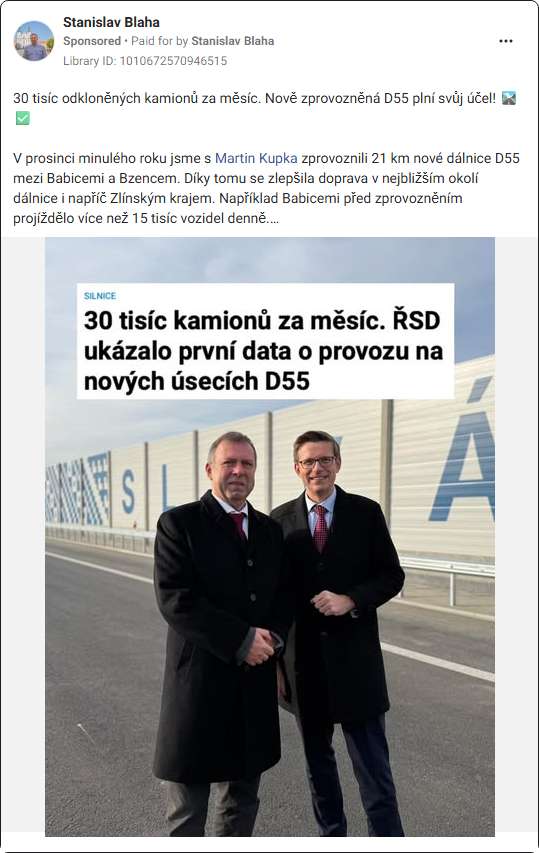 Stanislav Blaha
Sponsored • Paid for by Stanislav Blaha
Library ID: 1010672570946515
30 tisíc odkloněných kamionů za měsíc. Nově zprovozněná D55 plní svůj účel! 🛣️
✅
V prosinci minulého roku jsme s Martin Kupka zprovoznili 21 km nové dálnice D55
mezi Babicemi a Bzencem. Díky tomu se zlepšila doprava v nejbližším okolí
dálnice i napříč Zlínským krajem. Například Babicemi před zprovozněním
projíždělo více než 15 tisíc vozidel denně....
SILNICE
30 tisíc kamionů za měsíc. ŘSD
ukázalo první data o provozu na
nových úsecích D55
S L Á